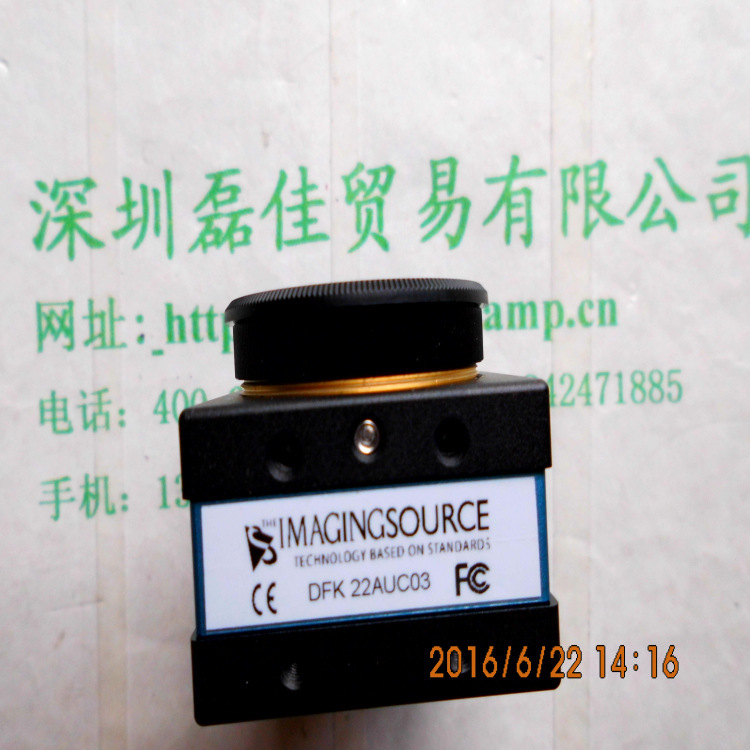 深圳磊佳贸易有限公司
网址: http amp.cn
电话: 400 42471885
手机: 13
THE IMAGINGSOURCE
TECHNOLOGY BASED ON STANDARDS
CE DFK 22AUC03 FC
2016/6/22 14:16